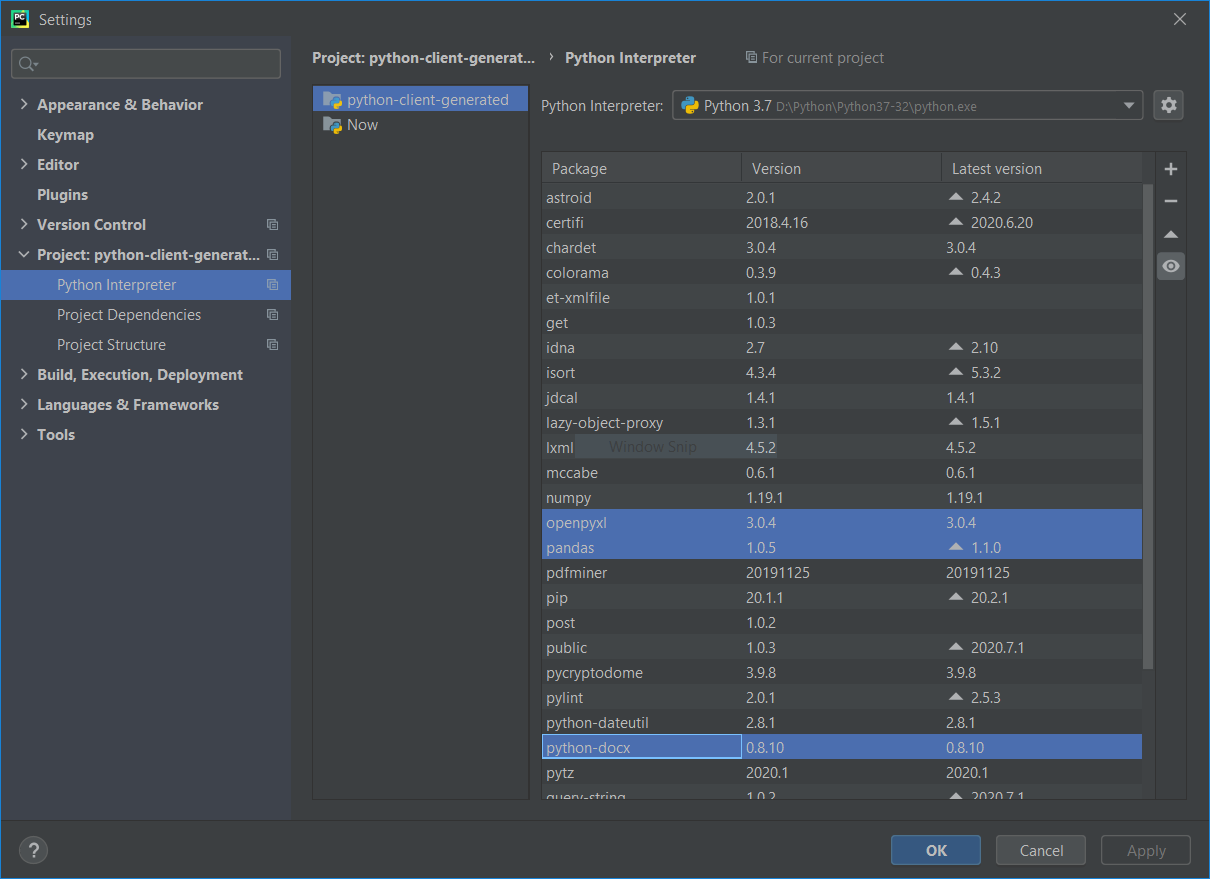 PC
Settings
Project: python-client-generat... › Python Interpreter For current project
Appearance & Behavior
Keymap
Editor
Plugins
Version Control
Project: python-client-generat...
Python Interpreter
Project Dependencies
Project Structure
Build, Execution, Deployment
Languages & Frameworks
Tools
python-client-generated
Now
Python Interpreter: Python 3.7 D:\Python\Python37-32\python.exe
Package Version Latest version
astroid 2.0.1 2.4.2
certifi 2018.4.16 2020.6.20
chardet 3.0.4 3.0.4
colorama 0.3.9 0.4.3
et-xmlfile 1.0.1
get 1.0.3
idna 2.7 2.10
isort 4.3.4 5.3.2
jdcal 1.4.1 1.4.1
lazy-object-proxy 1.3.1 1.5.1
lxml Window Snip 4.5.2 4.5.2
mccabe 0.6.1 0.6.1
numpy 1.19.1 1.19.1
openpyxl 3.0.4 3.0.4
pandas 1.0.5 1.1.0
pdfminer 20191125 20191125
pip 20.1.1 20.2.1
post 1.0.2
public 1.0.3 2020.7.1
pycryptodome 3.9.8 3.9.8
pylint 2.0.1 2.5.3
python-dateutil 2.8.1 2.8.1
python-docx 0.8.10 0.8.10
pytz 2020.1 2020.1
query-string 1.0.2 2020.7.1
? OK Cancel Apply